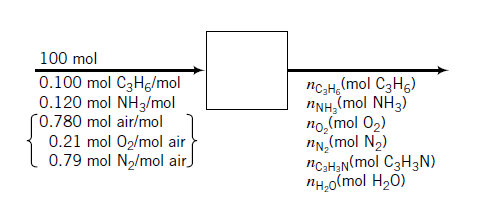 100 mol
0.100 mol C₃H₆/mol
0.120 mol NH₃/mol
0.780 mol air/mol
0.21 mol O₂/mol air
0.79 mol N₂/mol air
nC₃H₆(mol C₃H₆)
nNH₃(mol NH₃)
nO₂(mol O₂)
nN₂(mol N₂)
nC₃H₃N(mol C₃H₃N)
nH₂O(mol H₂O)